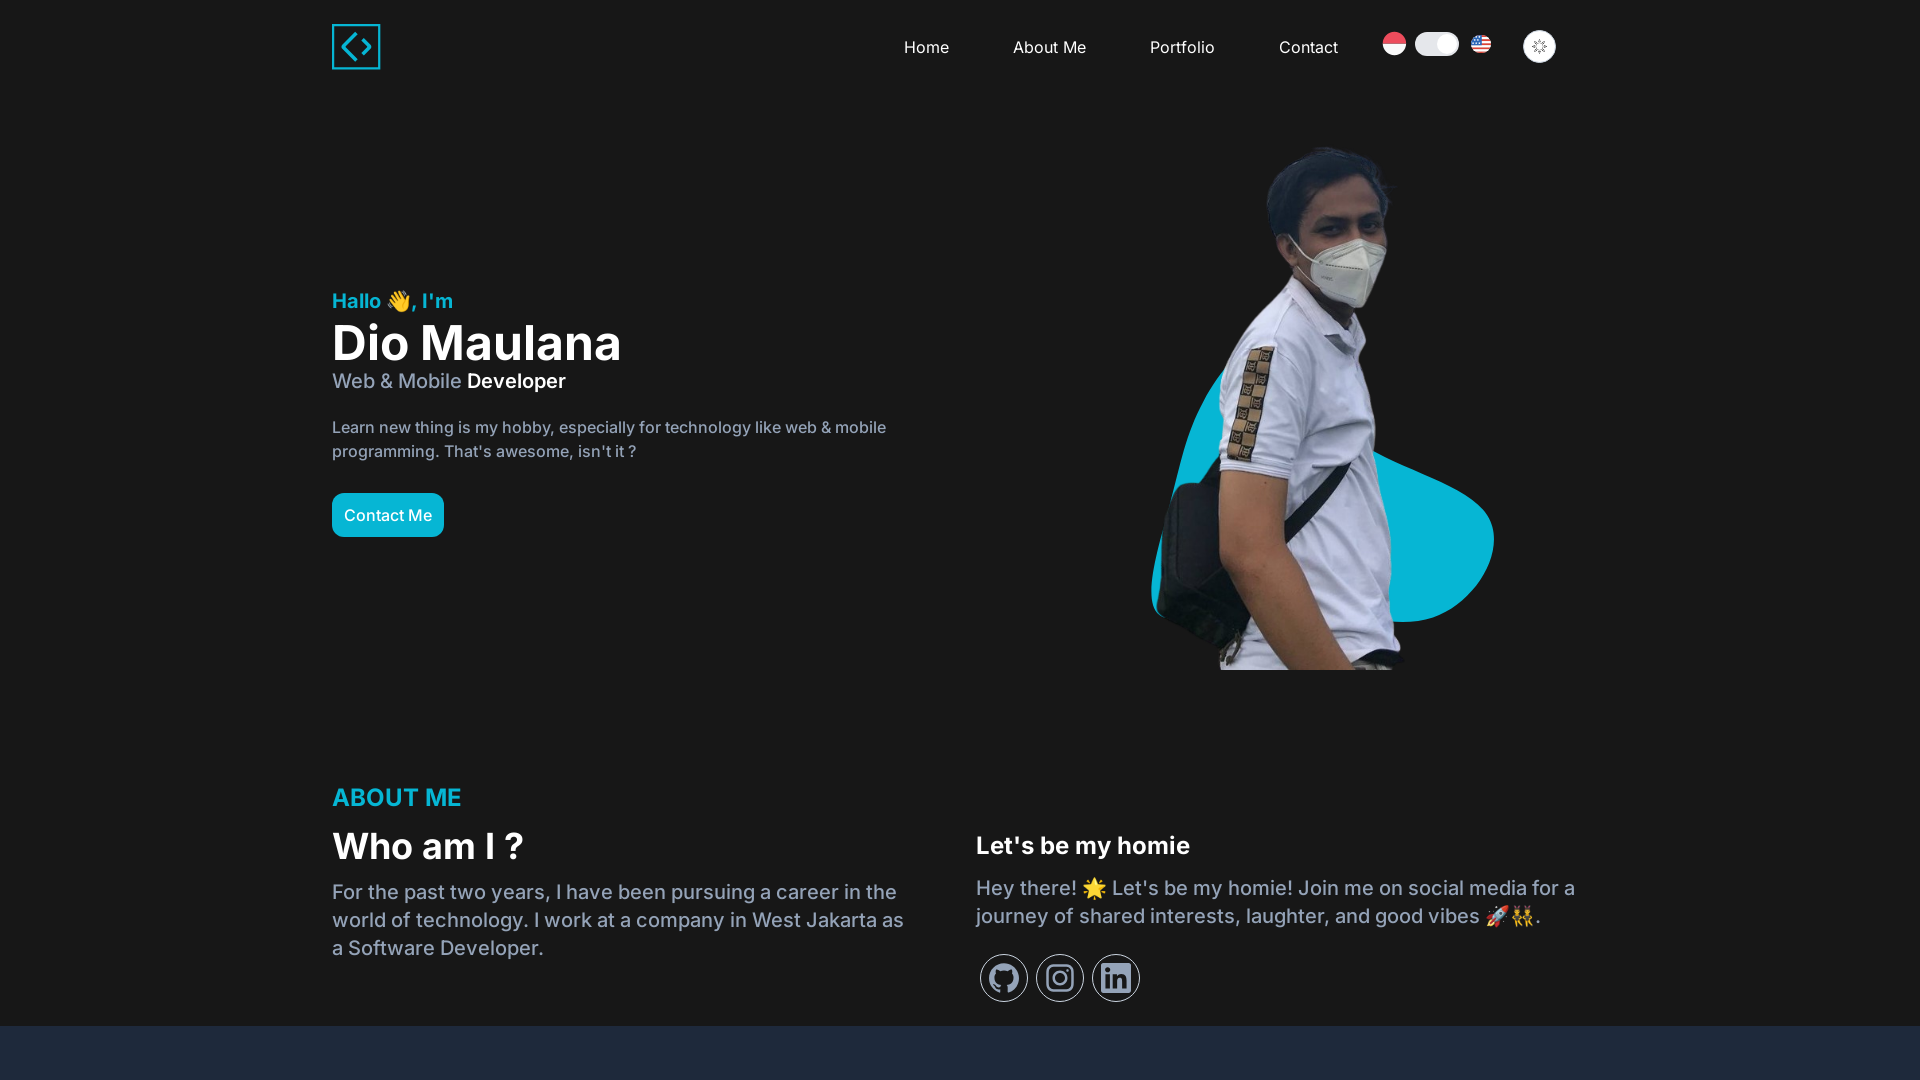 Home
About Me
Portfolio
Contact
Hallo 👋, I'm
Dio Maulana
Web & Mobile Developer
Learn new thing is my hobby, especially for technology like web & mobile
programming. That's awesome, isn't it ?
Contact Me
ABOUT ME
Who am I ?
For the past two years, I have been pursuing a career in the
world of technology. I work at a company in West Jakarta as
a Software Developer.
Let's be my homie
Hey there! 🌟 Let's be my homie! Join me on social media for a
journey of shared interests, laughter, and good vibes 🚀👯.